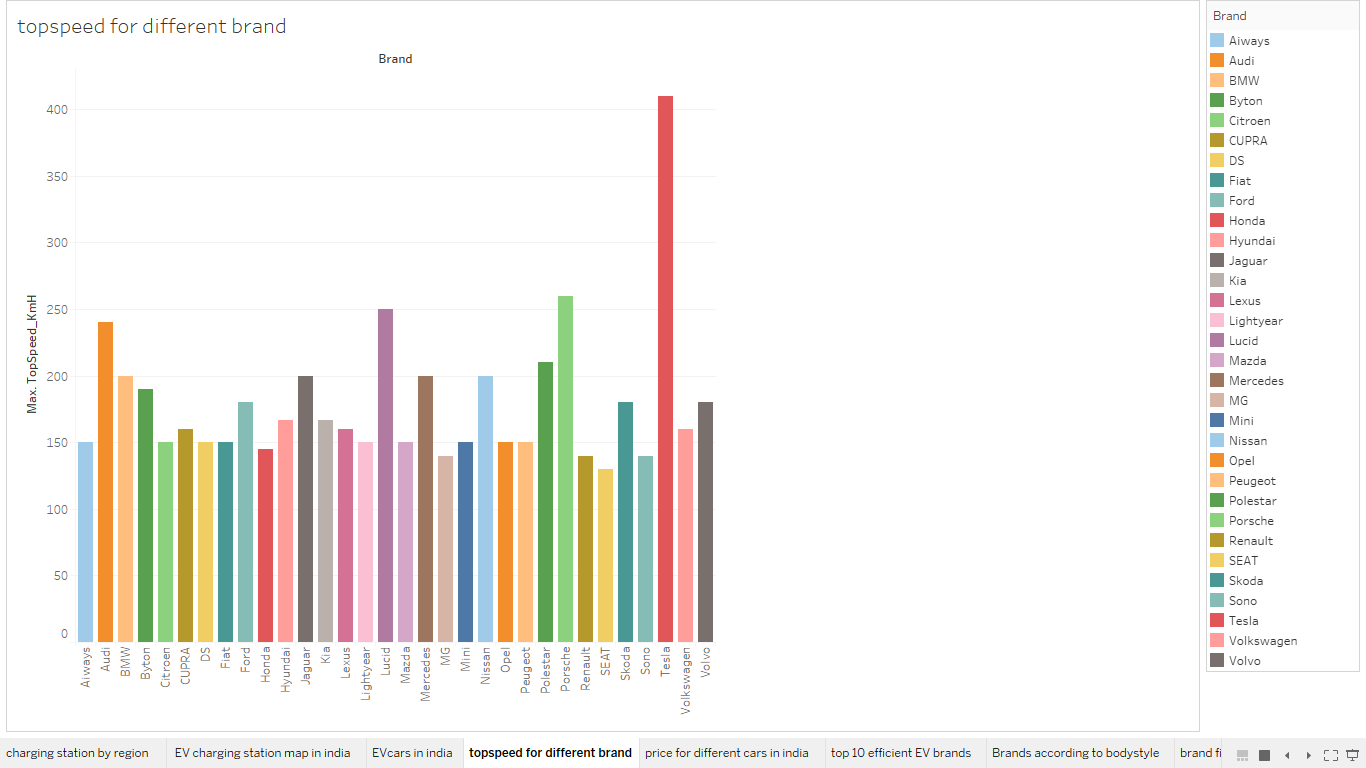 topspeed for different brand
Brand
Max. TopSpeed_KmH
400
350
300
250
200
150
100
50
0
Aiways
Audi
BMW
Byton
Citroen
CUPRA
DS
Fiat
Ford
Honda
Hyundai
Jaguar
Kia
Lexus
Lightyear
Lucid
Mazda
Mercedes
MG
Mini
Nissan
Opel
Peugeot
Polestar
Porsche
Renault
SEAT
Skoda
Sono
Tesla
Volkswagen
Volvo
Brand
Aiways
Audi
BMW
Byton
Citroen
CUPRA
DS
Fiat
Ford
Honda
Hyundai
Jaguar
Kia
Lexus
Lightyear
Lucid
Mazda
Mercedes
MG
Mini
Nissan
Opel
Peugeot
Polestar
Porsche
Renault
SEAT
Skoda
Sono
Tesla
Volkswagen
Volvo
charging station by region EV charging station map in india EVcars in india topspeed for different brand price for different cars in india top 10 efficient EV brands Brands according to bodystyle brand fi